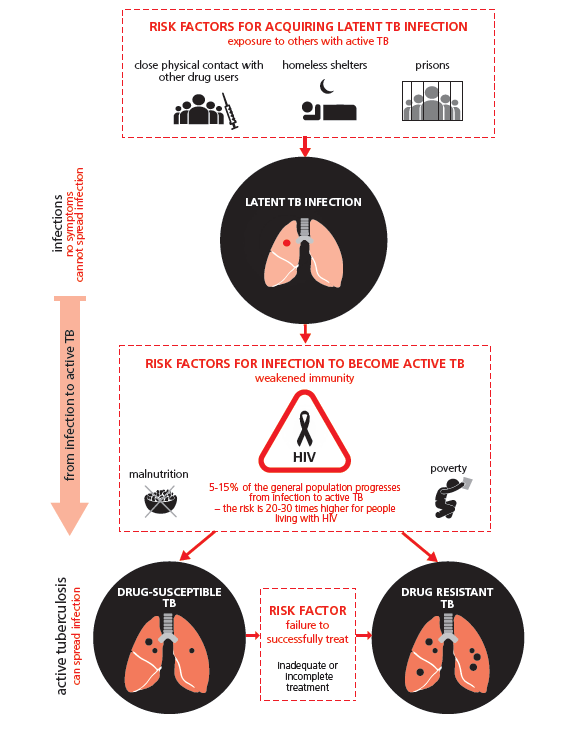 RISK FACTORS FOR ACQUIRING LATENT TB INFECTION
exposure to others with active TB
close physical contact with
other drug users
homeless shelters
prisons
LATENT TB INFECTION
infections
no symptoms
cannot spread infection
from infection to active TB
RISK FACTORS FOR INFECTION TO BECOME ACTIVE TB
weakened immunity
HIV
malnutrition
poverty
5-15% of the general population progresses
from infection to active TB
– the risk is 20-30 times higher for people
living with HIV
active tuberculosis
can spread infection
DRUG-SUSCEPTIBLE
TB
RISK FACTOR
failure to
successfully treat
Inadequate or
incomplete
treatment
DRUG RESISTANT
TB